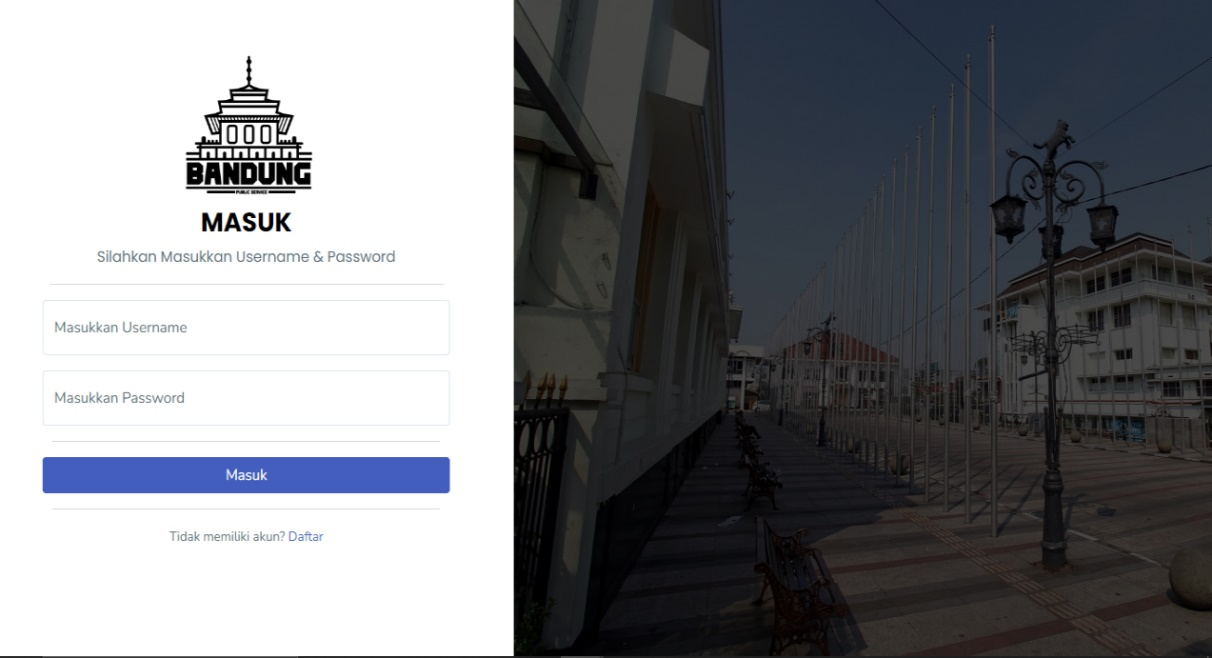 BANDUNG
PUBLIC SERVICE
MASUK
Silahkan Masukkan Username & Password
Masukkan Username
Masukkan Password
Masuk
Tidak memiliki akun? Daftar